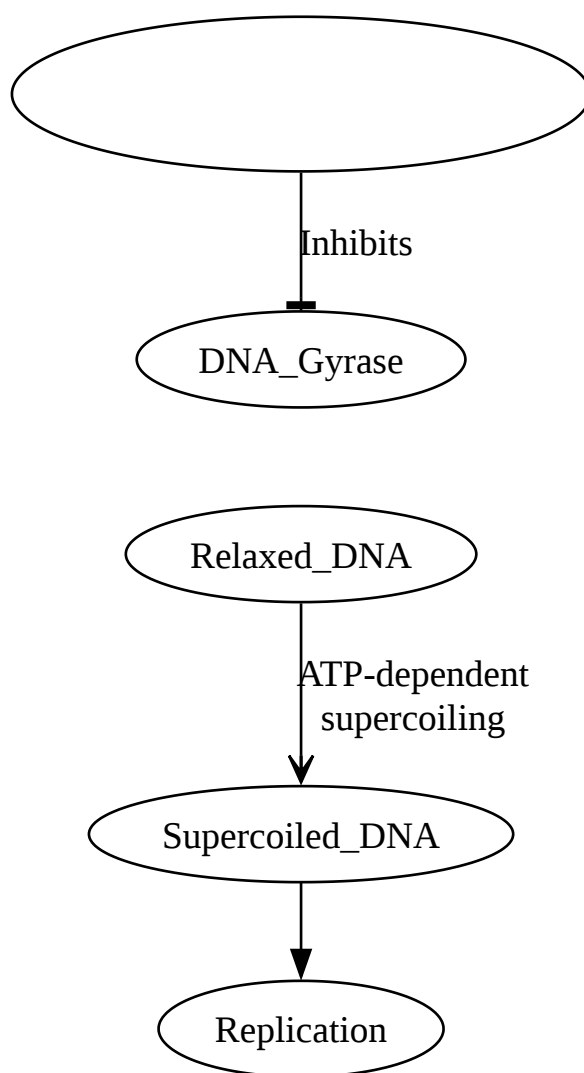 Inhibits
DNA_Gyrase
Relaxed_DNA
ATP-dependent
supercoiling
Supercoiled_DNA
Replication